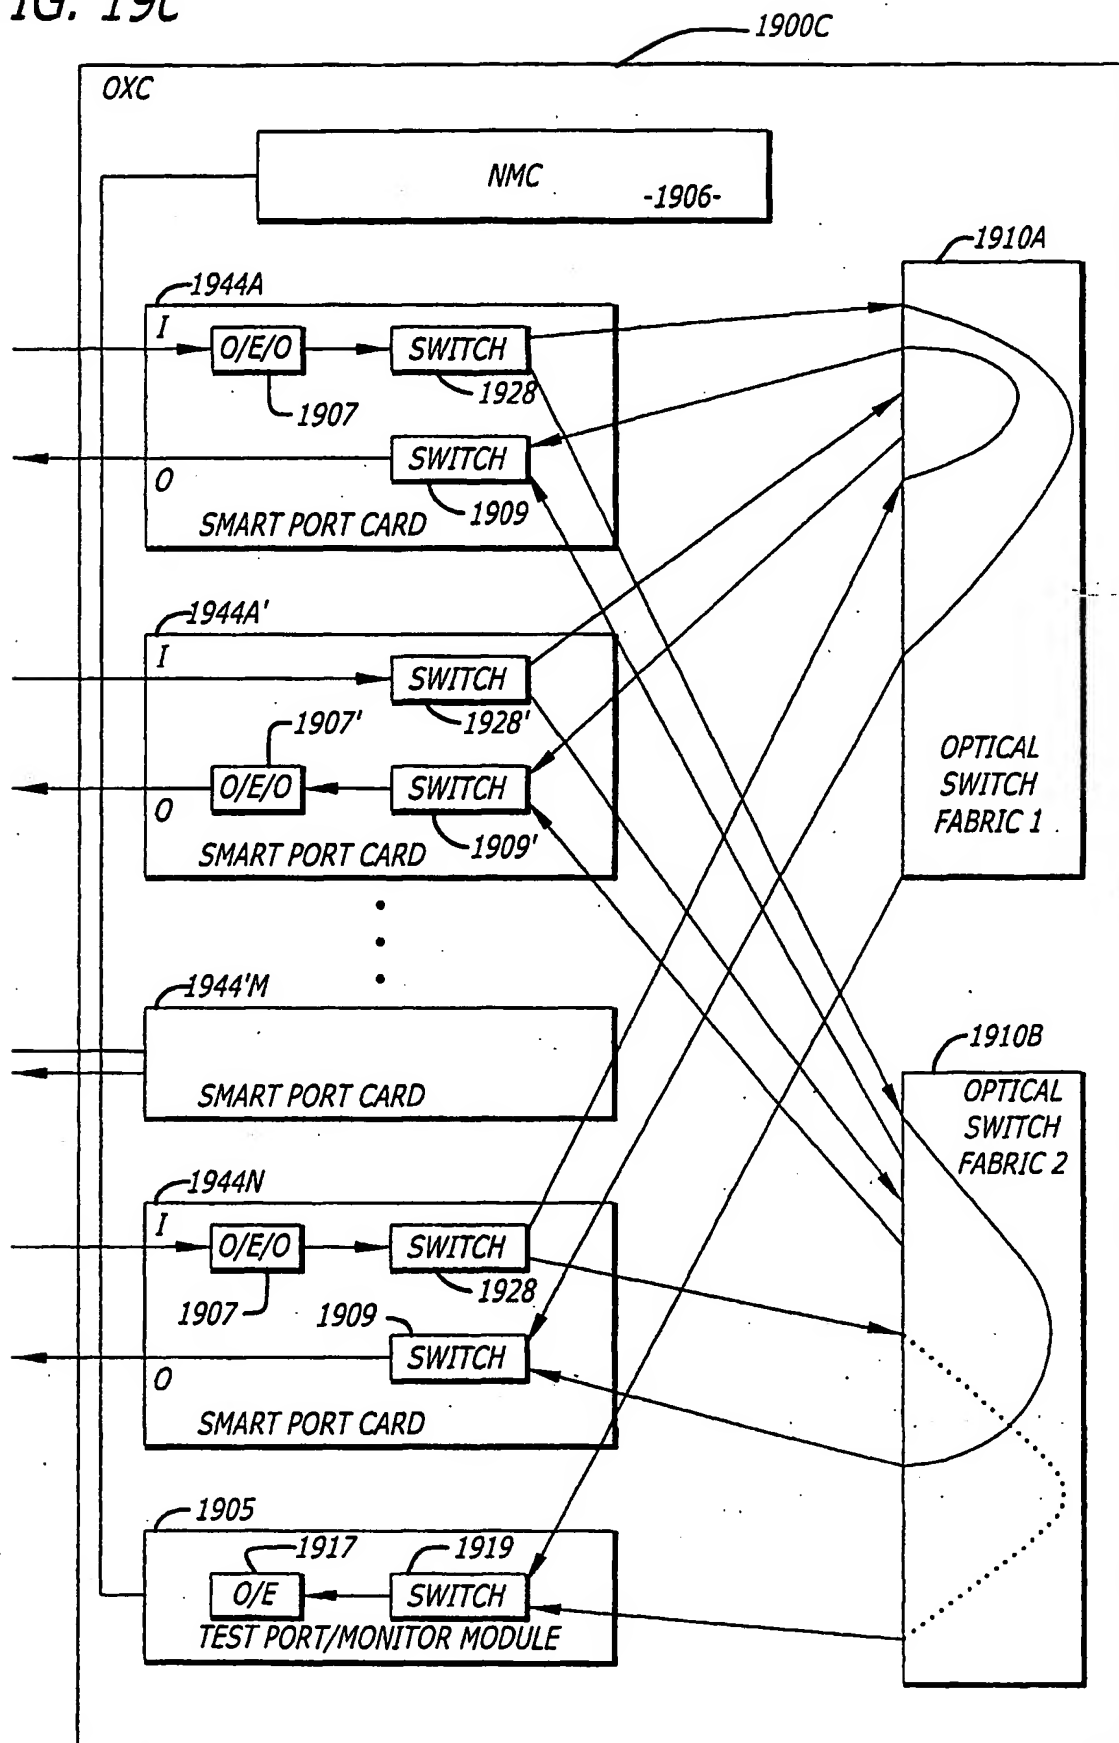 IG. 19C
1900C
OXC
NMC
-1906-
1910A
1944A
I
O/E/O
SWITCH
1928
1907
SWITCH
O
1909
SMART PORT CARD
1944A'
I
SWITCH
1928'
1907'
O/E/O
SWITCH
O
1909'
SMART PORT CARD
OPTICAL
SWITCH
FABRIC 1
1944'M
SMART PORT CARD
1910B
OPTICAL
SWITCH
FABRIC 2
1944N
I
O/E/O
SWITCH
1928
1907
1909
SWITCH
O
SMART PORT CARD
1905
1917
1919
O/E
SWITCH
TEST PORT/MONITOR MODULE